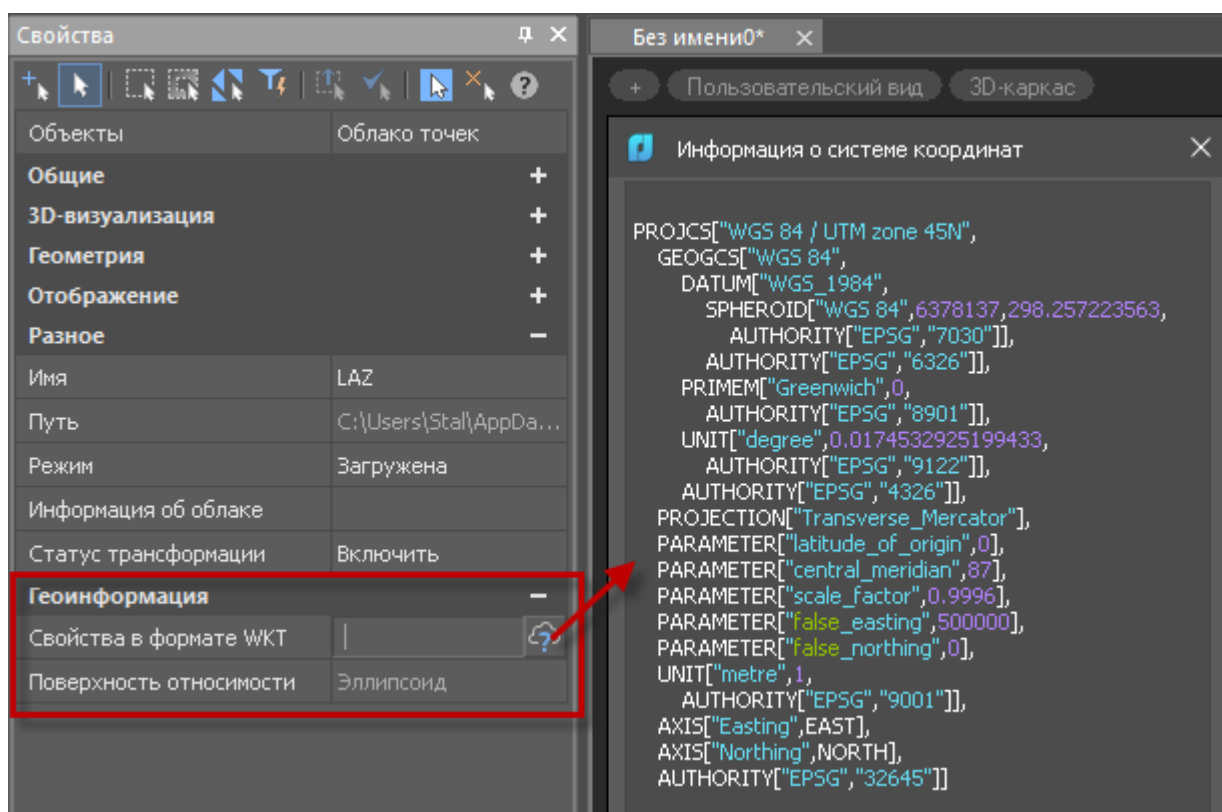 Свойства
Объекты Облако точек
Общие +
3D-визуализация +
Геометрия +
Отображение +
Разное −
Имя LAZ
Путь C:\Users\Stal\AppDa...
Режим Загружена
Информация об облаке
Статус трансформации Включить
Геоинформация −
Свойства в формате WKT
Поверхность относимости Эллипсоид
Без имени0*
+ Пользовательский вид 3D-каркас
Информация о системе координат
PROJCS["WGS 84 / UTM zone 45N",
GEOGCS["WGS 84",
DATUM["WGS_1984",
SPHEROID["WGS 84",6378137,298.257223563,
AUTHORITY["EPSG","7030"]],
AUTHORITY["EPSG","6326"]],
PRIMEM["Greenwich",0,
AUTHORITY["EPSG","8901"]],
UNIT["degree",0.0174532925199433,
AUTHORITY["EPSG","9122"]],
AUTHORITY["EPSG","4326"]],
PROJECTION["Transverse_Mercator"],
PARAMETER["latitude_of_origin",0],
PARAMETER["central_meridian",87],
PARAMETER["scale_factor",0.9996],
PARAMETER["false_easting",500000],
PARAMETER["false_northing",0],
UNIT["metre",1,
AUTHORITY["EPSG","9001"]],
AXIS["Easting",EAST],
AXIS["Northing",NORTH],
AUTHORITY["EPSG","32645"]]